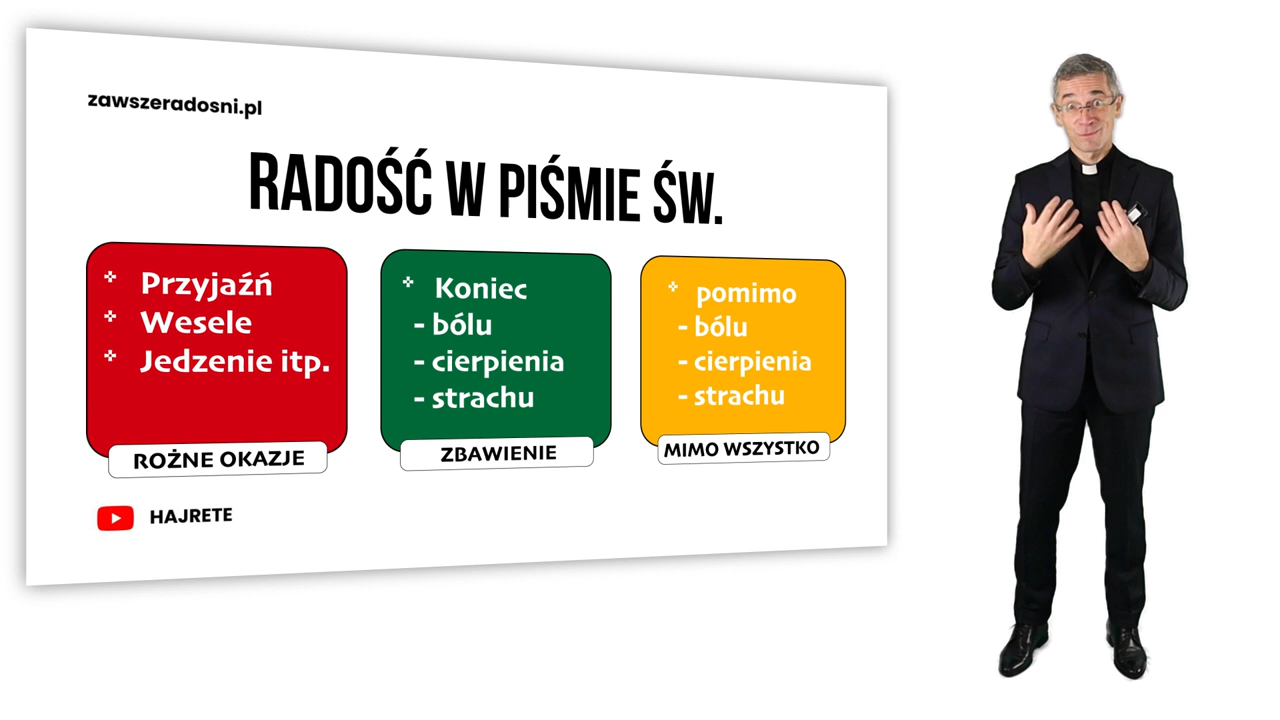 zawszeradosni.pl
RADOŚĆ W PIŚMIE ŚW.
Przyjaźń
Wesele
Jedzenie itp.
ROŻNE OKAZJE
Koniec
- bólu
- cierpienia
- strachu
ZBAWIENIE
pomimo
- bólu
- cierpienia
- strachu
MIMO WSZYSTKO
HAJRETE